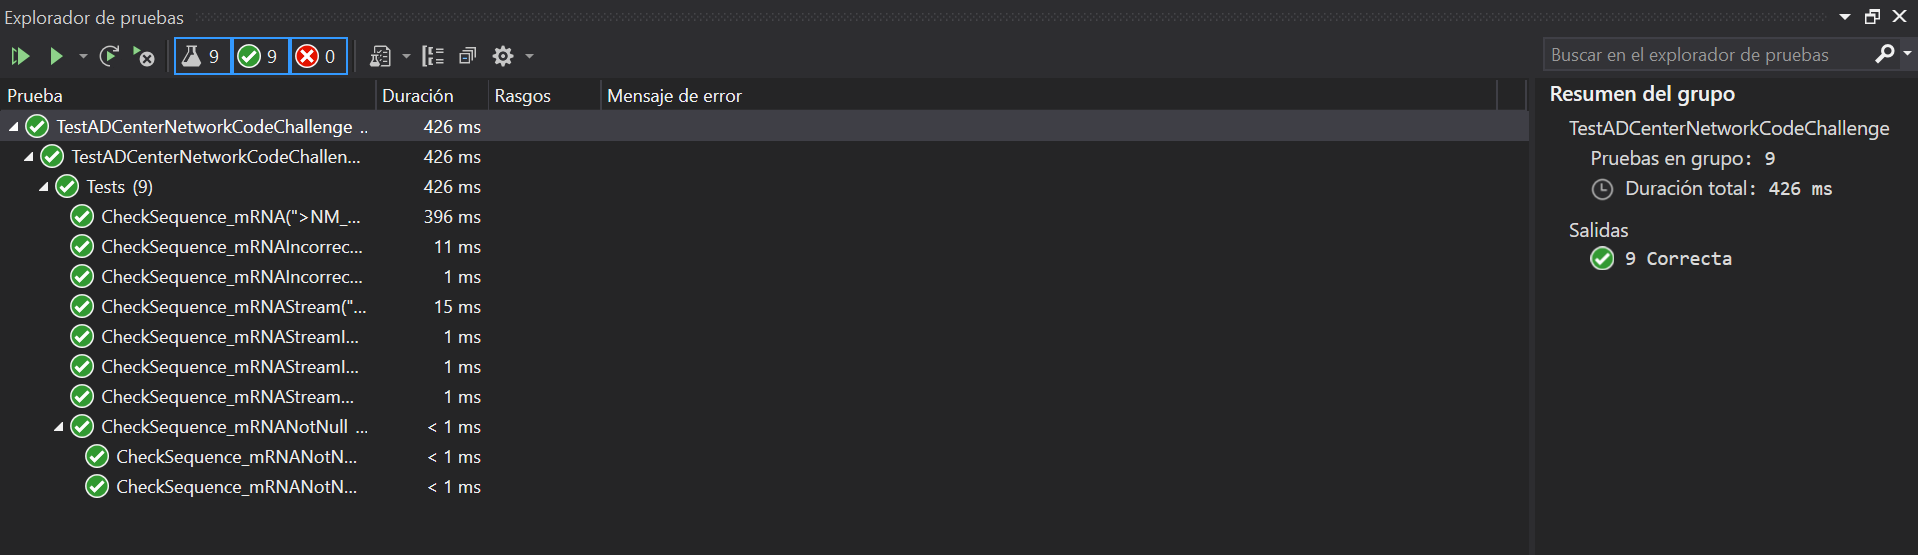 Explorador de pruebas
9 9 0
Buscar en el explorador de pruebas
Prueba Duración Rasgos Mensaje de error
TestADCenterNetworkCodeChallenge .. 426 ms
TestADCenterNetworkCodeChallen... 426 ms
Tests (9) 426 ms
CheckSequence_mRNA(">NM_... 396 ms
CheckSequence_mRNAIncorrec... 11 ms
CheckSequence_mRNAIncorrec... 1 ms
CheckSequence_mRNAStream("... 15 ms
CheckSequence_mRNAStreamI... 1 ms
CheckSequence_mRNAStreamI... 1 ms
CheckSequence_mRNAStream... 1 ms
CheckSequence_mRNANotNull ... < 1 ms
CheckSequence_mRNANotN... < 1 ms
CheckSequence_mRNANotN... < 1 ms
Resumen del grupo
TestADCenterNetworkCodeChallenge
Pruebas en grupo: 9
Duración total: 426 ms
Salidas
9 Correcta